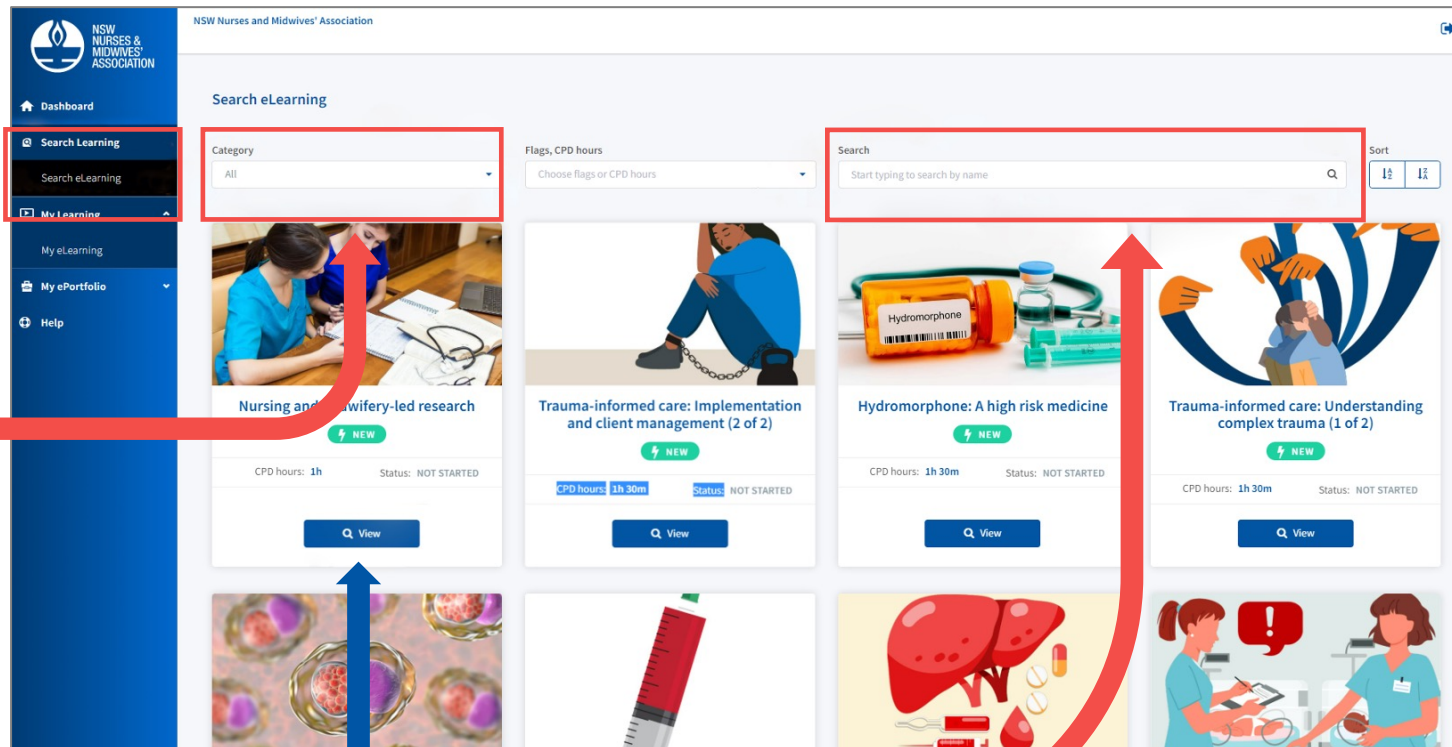 NSW
NURSES &
MIDWIVES'
ASSOCIATION
NSW Nurses and Midwives' Association
Dashboard
Search Learning
Search eLearning
My Learning
My eLearning
My ePortfolio
Help
Search eLearning
Category
All
Flags, CPD hours
Choose flags or CPD hours
Search
Start typing to search by name
Sort
Nursing and wifery-led research
NEW
CPD hours: 1h Status: NOT STARTED
View
Trauma-informed care: Implementation
and client management (2 of 2)
NEW
CPD hours: 1h 30m Status: NOT STARTED
View
Hydromorphone
Hydromorphone: A high risk medicine
NEW
CPD hours: 1h 30m Status: NOT STARTED
View
Trauma-informed care: Understanding
complex trauma (1 of 2)
NEW
CPD hours: 1h 30m Status: NOT STARTED
View